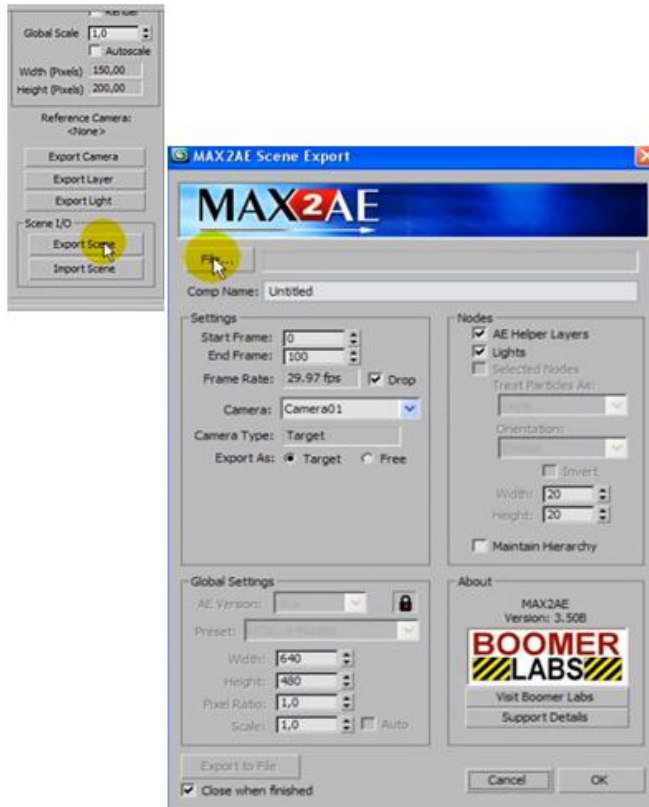 Render
Global Scale 1,0
Autoscale
Width (Pixels) 150,00
Height (Pixels) 200,00
Reference Camera:
<None>
Export Camera
Export Layer
Export Light
Scene I/O
Export Scene
Import Scene
MAX2AE Scene Export
MAX2AE
File...
Comp Name: Untitled
Settings
Start Frame: 0
End Frame: 100
Frame Rate: 29.97 fps Drop
Camera: Camera01
Camera Type: Target
Export As: Target Free
Nodes
AE Helper Layers
Lights
Selected Nodes
Treat Particles As:
Orientation:
Invert
Width: 20
Height: 20
Maintain Hierarchy
Global Settings
AE Version:
Preset:
Width: 640
Height: 480
Pixel Ratio: 1,0
Scale: 1,0 Auto
About
MAX2AE
Version: 3.50B
BOOMER
LABS
Visit Boomer Labs
Support Details
Export to File
Close when finished
Cancel OK